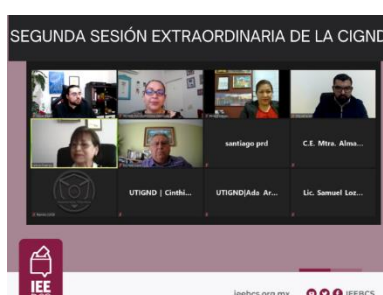 SEGUNDA SESIÓN EXTRAORDINARIA DE LA CIGND
santiago prd
C.E. Mtra. Alma...
UTIGND | Cinthi...
UTIGND|Ada Ar...
Lic. Samuel Loz...
IEE
ieebcs.org.mx
IEEBCS